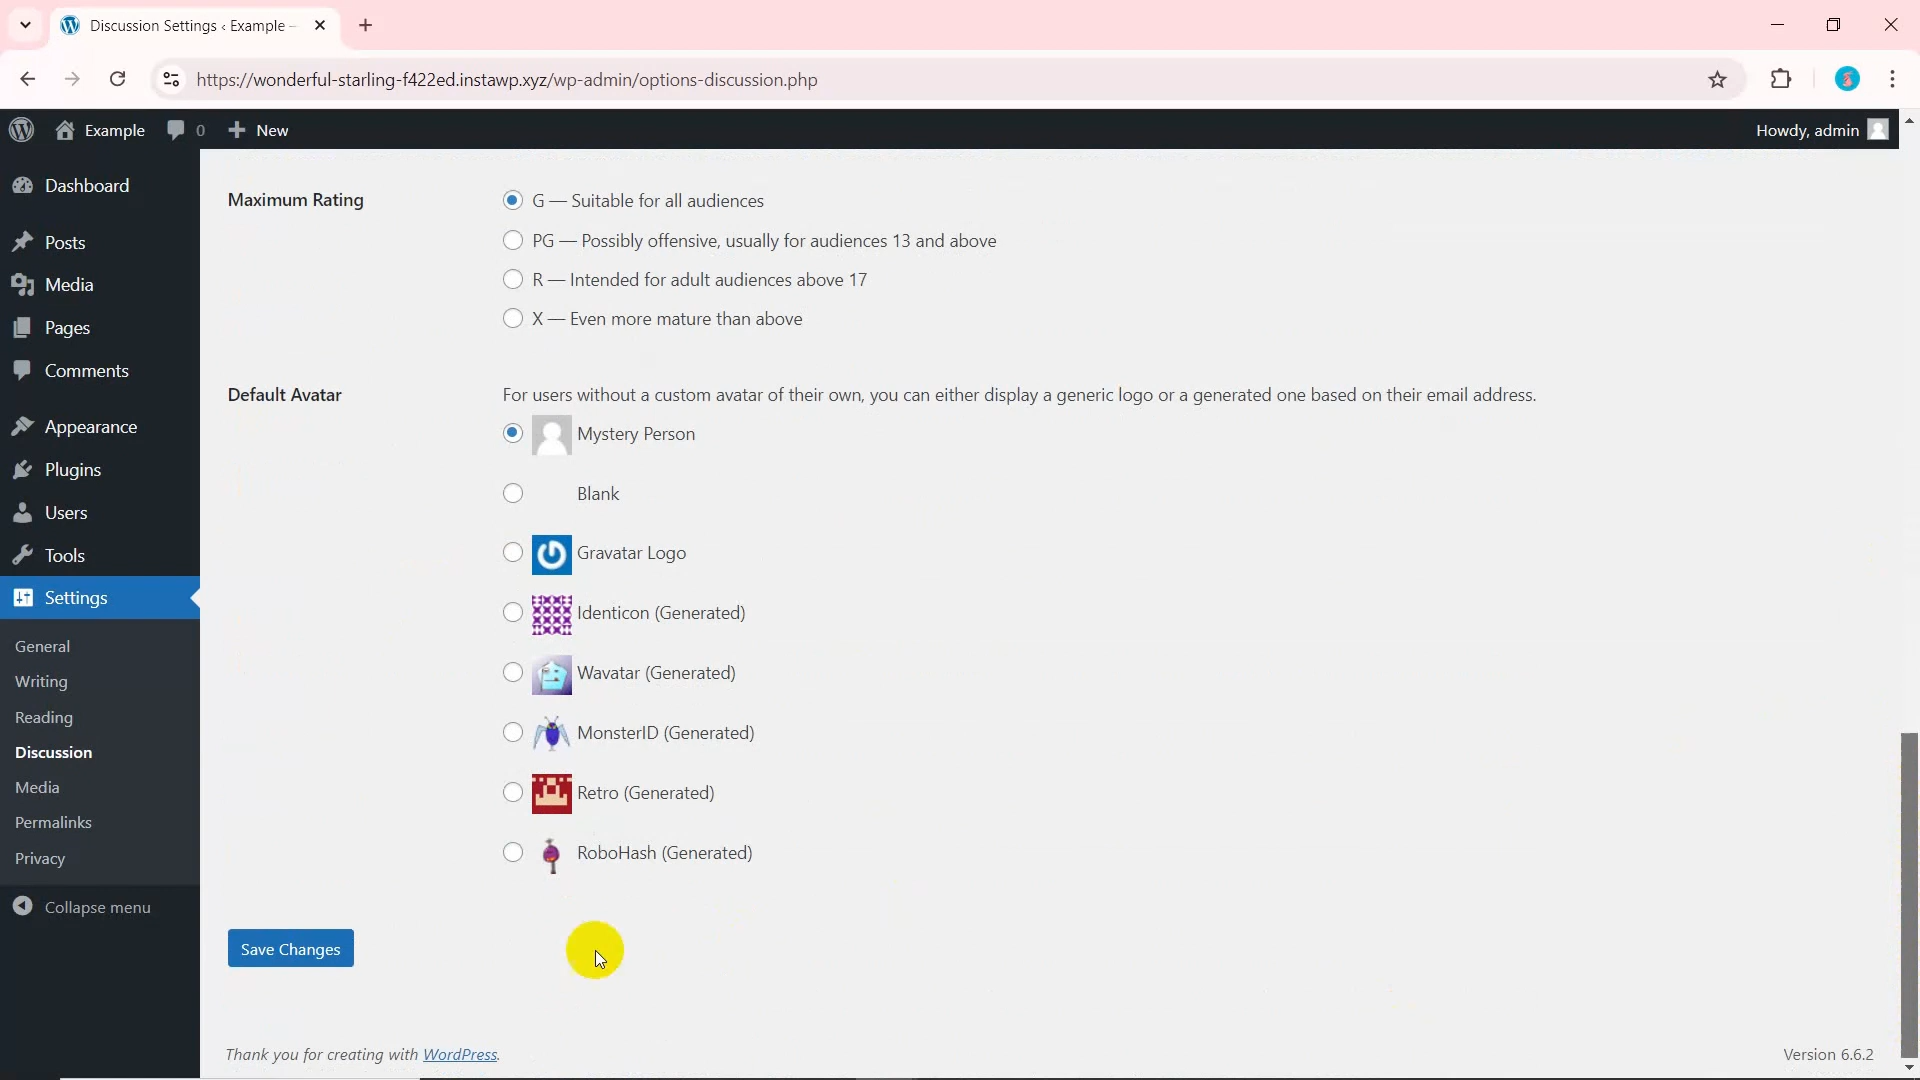 Discussion Settings ‹ Example –
https://wonderful-starling-f422ed.instawp.xyz/wp-admin/options-discussion.php
Example 0 New Howdy, admin
Dashboard
Posts
Media
Pages
Comments
Appearance
Plugins
Users
Tools
Settings
General
Writing
Reading
Discussion
Media
Permalinks
Privacy
Collapse menu
Maximum Rating
G — Suitable for all audiences
PG — Possibly offensive, usually for audiences 13 and above
R — Intended for adult audiences above 17
X — Even more mature than above
Default Avatar
For users without a custom avatar of their own, you can either display a generic logo or a generated one based on their email address.
Mystery Person
Blank
Gravatar Logo
Identicon (Generated)
Wavatar (Generated)
MonsterID (Generated)
Retro (Generated)
RoboHash (Generated)
Save Changes
Thank you for creating with WordPress.
Version 6.6.2